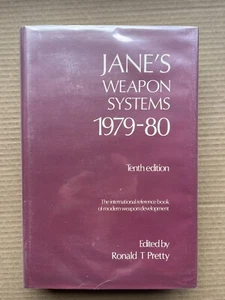 JANE'S
WEAPON
SYSTEMS
1979-80
Tenth edition
The international reference book
of modern weapon development
Edited by
Ronald T Pretty